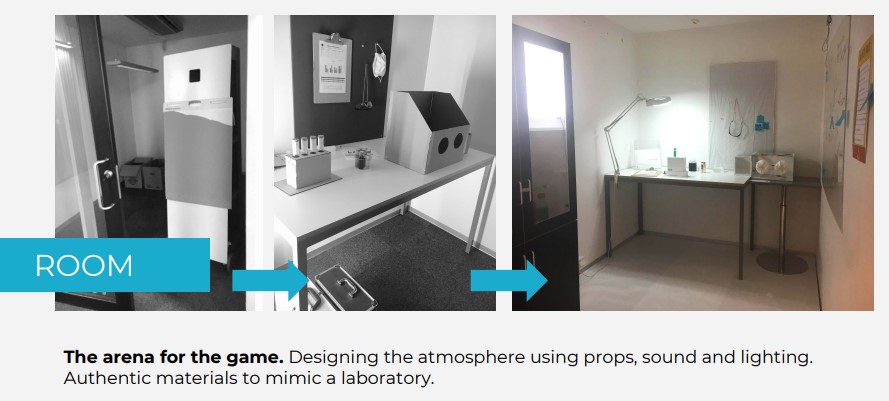 ROOM
The arena for the game. Designing the atmosphere using props, sound and lighting.
Authentic materials to mimic a laboratory.